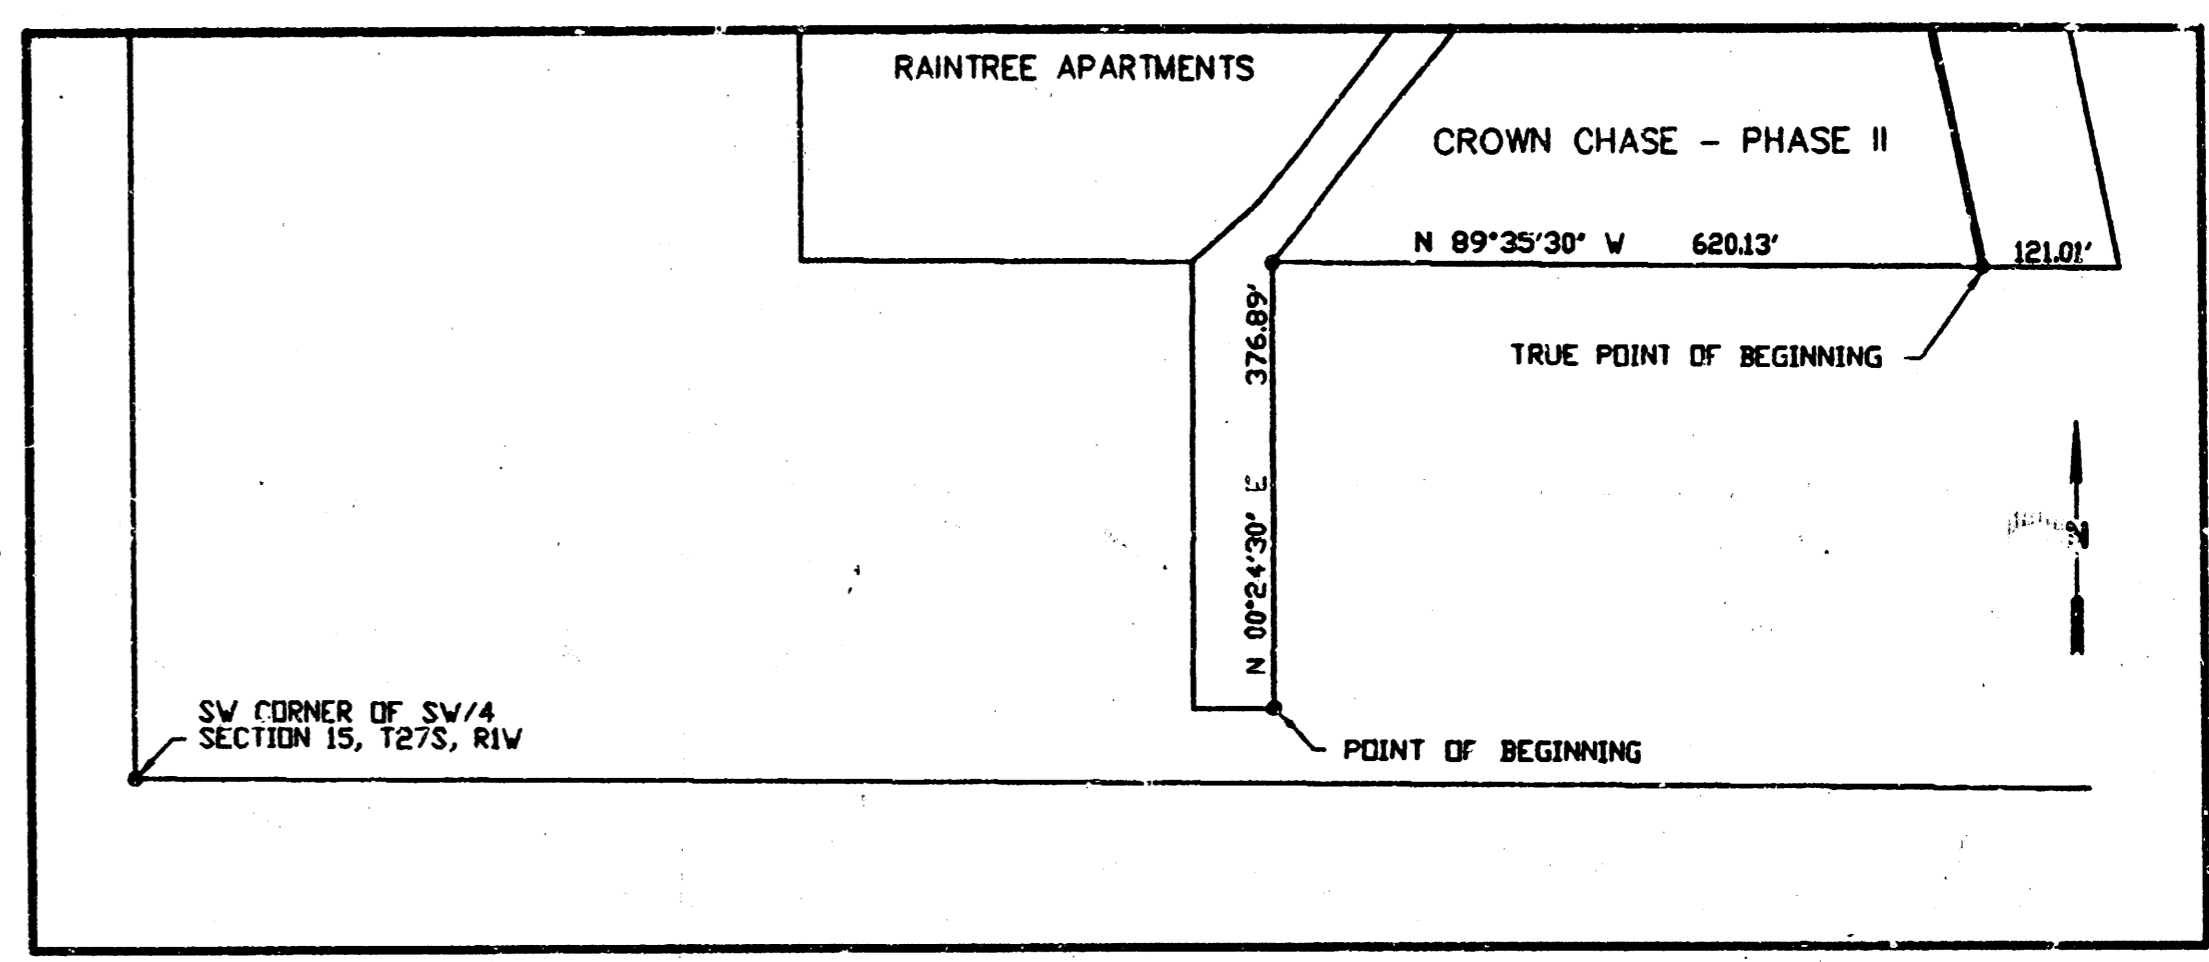 RAINTREE APARTMENTS
CROWN CHASE - PHASE II
N 89°35'30" W 620.13'
121.01'
TRUE POINT OF BEGINNING
N 00°24'30" E 376.89'
N
SW CORNER OF SW/4
SECTION 15, T27S, R1W
POINT OF BEGINNING